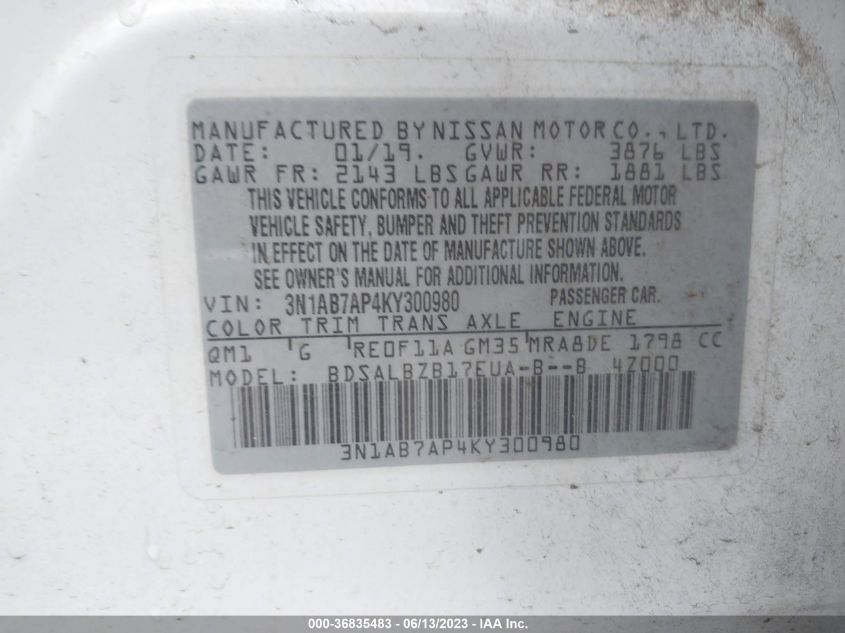 MANUFACTURED BY NISSAN MOTOR CO., LTD.
DATE: 01/19. GVWR: 3876 LBS
GAWR FR: 2143 LBS GAWR RR: 1881 LBS
THIS VEHICLE CONFORMS TO ALL APPLICABLE FEDERAL MOTOR
VEHICLE SAFETY, BUMPER AND THEFT PREVENTION STANDARDS
IN EFFECT ON THE DATE OF MANUFACTURE SHOWN ABOVE.
SEE OWNER'S MANUAL FOR ADDITIONAL INFORMATION.
VIN: 3N1AB7AP4KY300980 PASSENGER CAR.
COLOR TRIM TRANS AXLE ENGINE
QM1 G RE0F11A GM35 MRA8DE 1798 CC
MODEL: BDSALBZB17EUA-B--B 4Z000
3N1AB7AP4KY300980
000-36835483 - 06/13/2023 - IAA Inc.